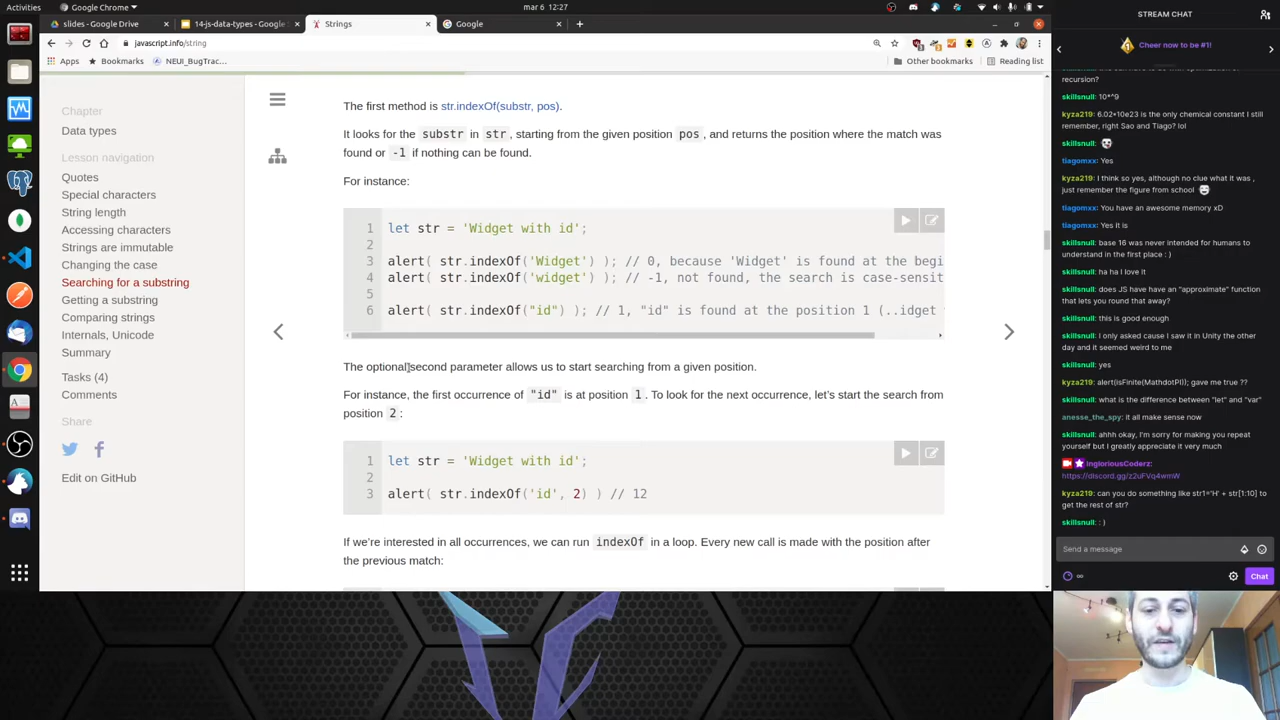 Activities
Google Chrome
mar 6 12:27
slides - Google Drive
14-js-data-types - Google S
Strings
Google
javascript.info/string
Apps
Bookmarks
NEUI_BugTrac...
Other bookmarks
Reading list
Chapter
Data types
Lesson navigation
Quotes
Special characters
String length
Accessing characters
Strings are immutable
Changing the case
Searching for a substring
Getting a substring
Comparing strings
Internals, Unicode
Summary
Tasks (4)
Comments
Share
Edit on GitHub
The first method is str.indexOf(substr, pos).
It looks for the substr in str, starting from the given position pos, and returns the position where the match was
found or -1 if nothing can be found.
For instance:
1 let str = 'Widget with id';
2
3 alert( str.indexOf('Widget') ); // 0, because 'Widget' is found at the begi
4 alert( str.indexOf('widget') ); // -1, not found, the search is case-sensit
5
6 alert( str.indexOf("id") ); // 1, "id" is found at the position 1 (..idget
The optional second parameter allows us to start searching from a given position.
For instance, the first occurrence of "id" is at position 1. To look for the next occurrence, let's start the search from
position 2:
1 let str = 'Widget with id';
2
3 alert( str.indexOf('id', 2) ) // 12
If we're interested in all occurrences, we can run indexOf in a loop. Every new call is made with the position after
the previous match:
STREAM CHAT
Cheer now to be #1!
recursion?
skillsnull: 10*^9
kyza219: 6.02*10e23 is the only chemical constant I still
remember, right Sao and Tiago? lol
skillsnull:
tiagomxx: Yes
kyza219: I think so yes, although no clue what it was ,
just remember the figure from school
tiagomxx: You have an awesome memory xD
tiagomxx: Yes it is
skillsnull: base 16 was never intended for humans to
understand in the first place : )
skillsnull: ha ha I love it
skillsnull: does JS have have an "approximate" function
that lets you round that away?
skillsnull: this is good enough
skillsnull: I only asked cause I saw it in Unity the other
day and it seemed weird to me
skillsnull: yes
kyza219: alert(isFinite(MathdotPI)); gave me true ??
skillsnull: what is the difference between "let" and "var"
anesse_the_spy: it all make sense now
skillsnull: ahhh okay, I'm sorry for making you repeat
yourself but I greatly appreciate it very much
IngloriousCoderz:
https://discord.gg/z2uFVq4wmW
kyza219: can you do something like str1='H' + str[1:10] to
get the rest of str?
skillsnull: : )
Send a message
Chat